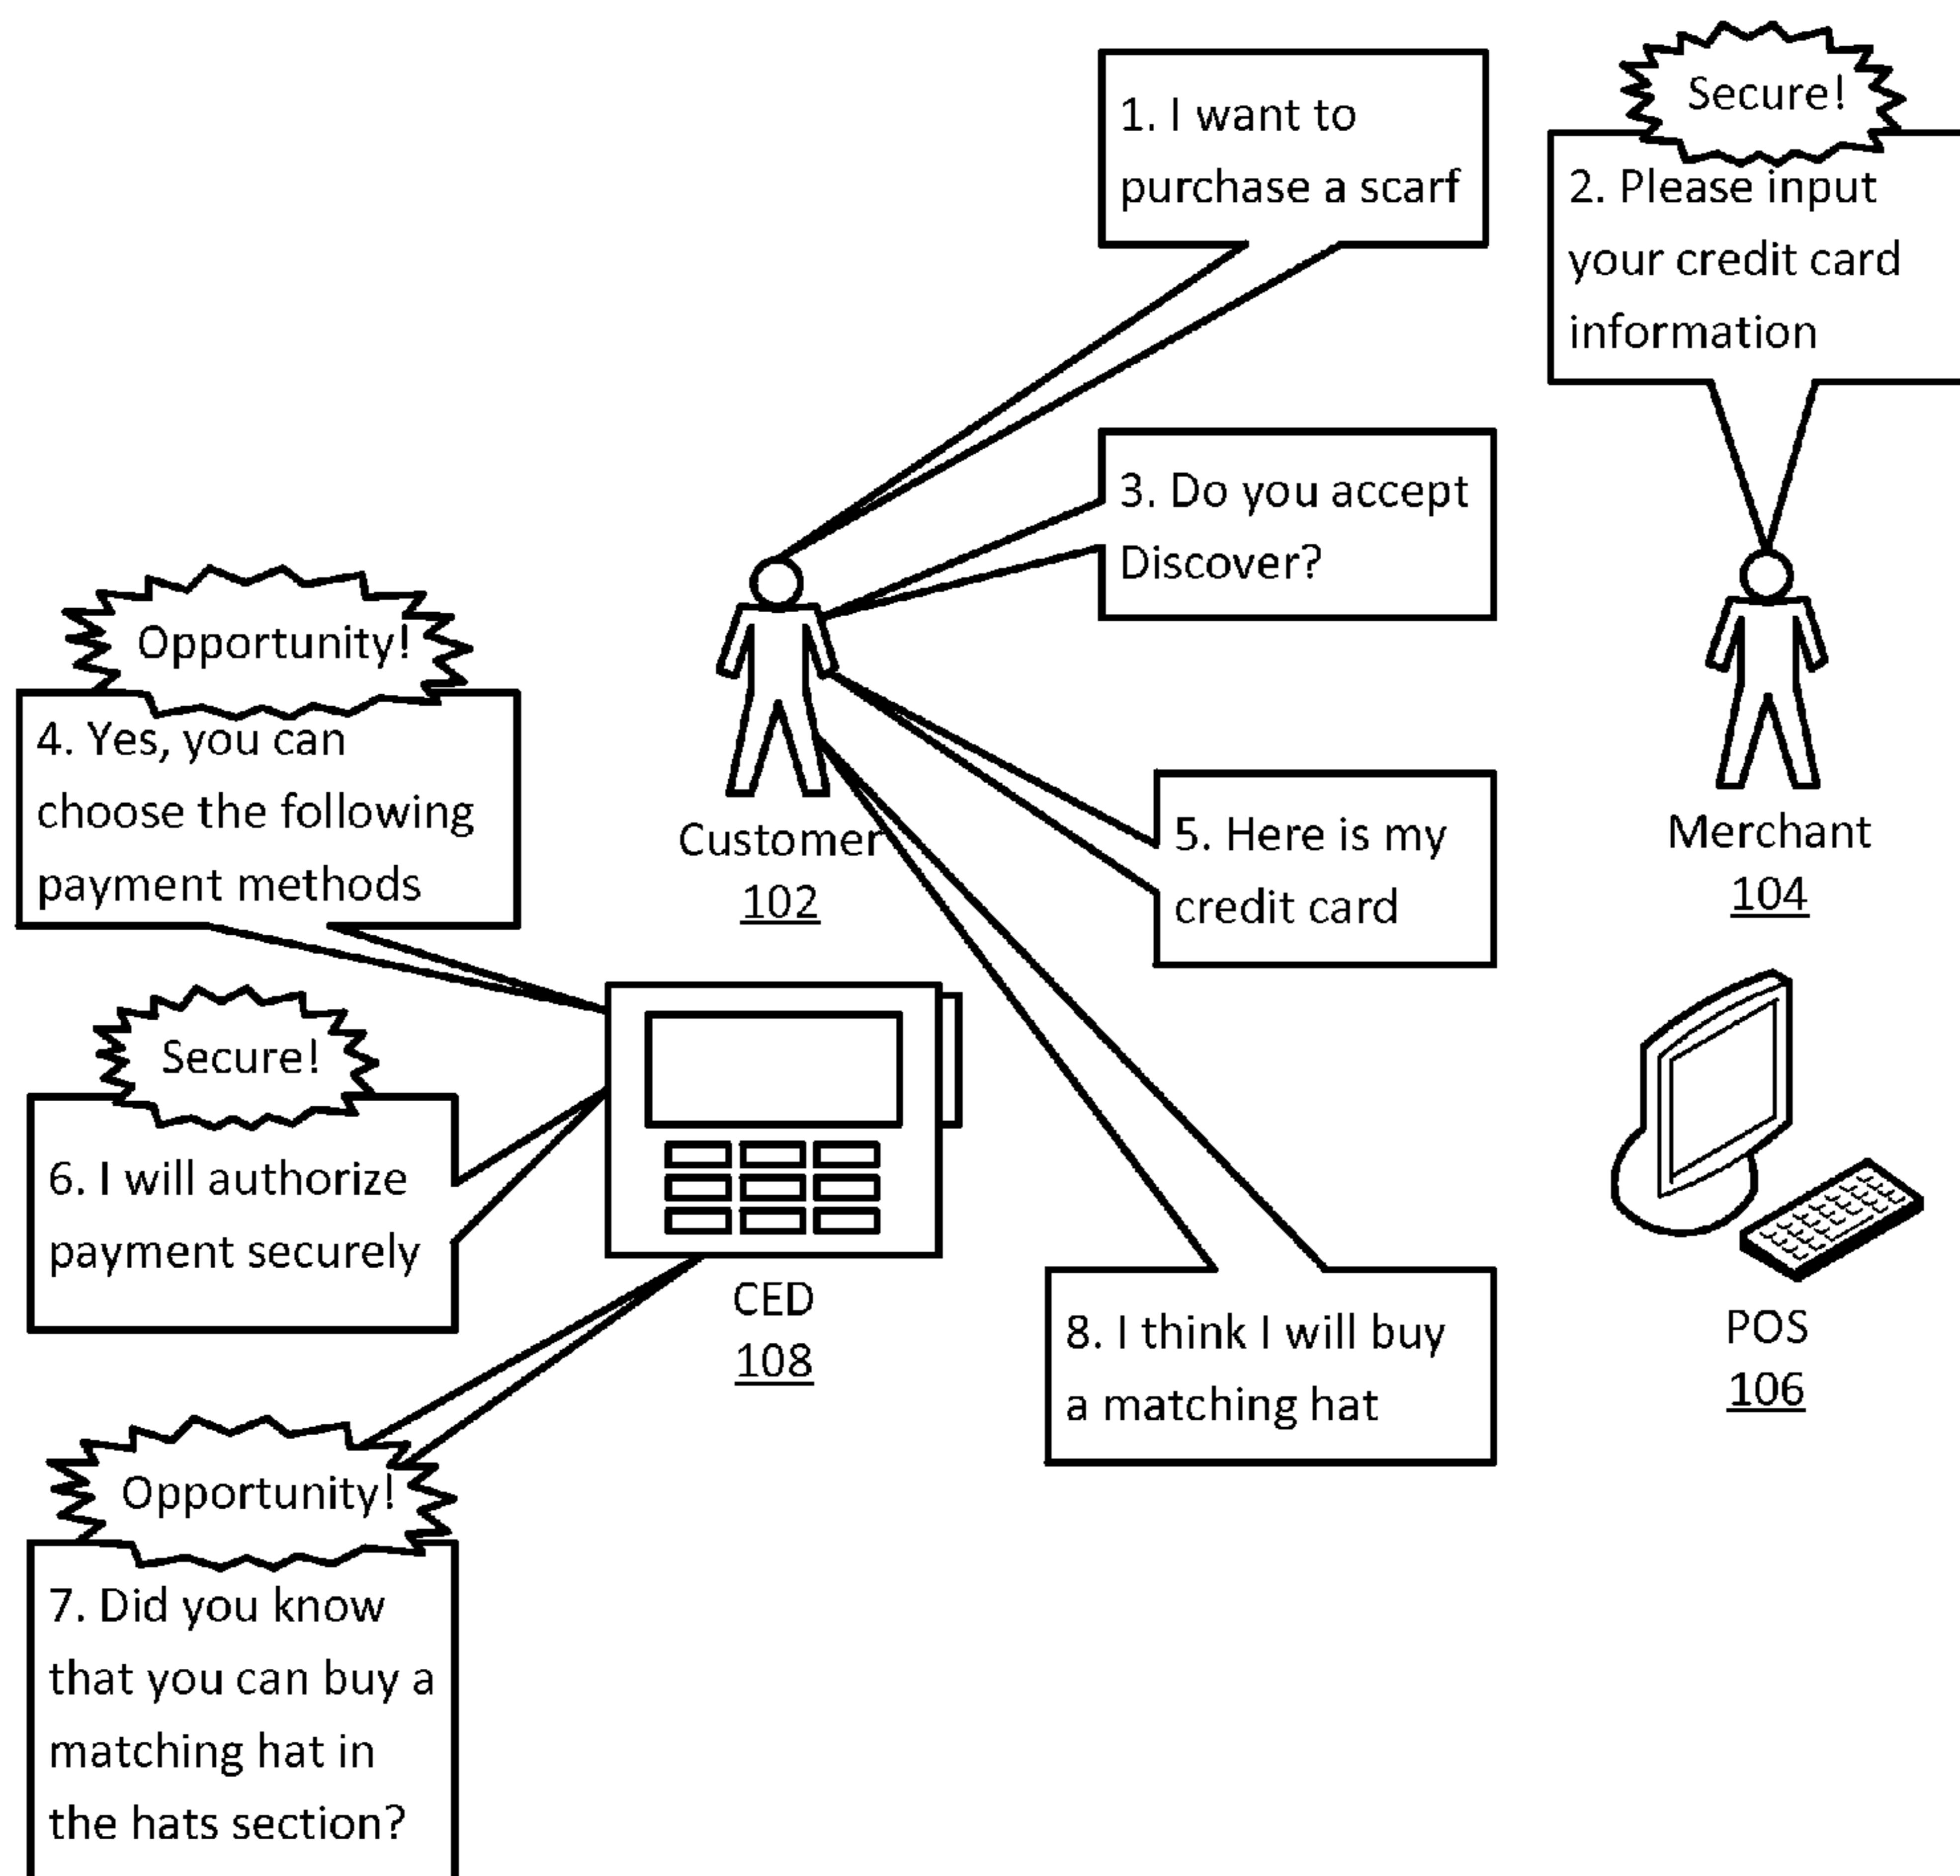 1. I want to
purchase a scarf
Secure!
2. Please input
your credit card
information
3. Do you accept
Discover?
Opportunity!
4. Yes, you can
choose the following
payment methods
Customer
102
5. Here is my
credit card
Merchant
104
Secure!
6. I will authorize
payment securely
CED
108
8. I think I will buy
a matching hat
POS
106
Opportunity!
7. Did you know
that you can buy a
matching hat in
the hats section?